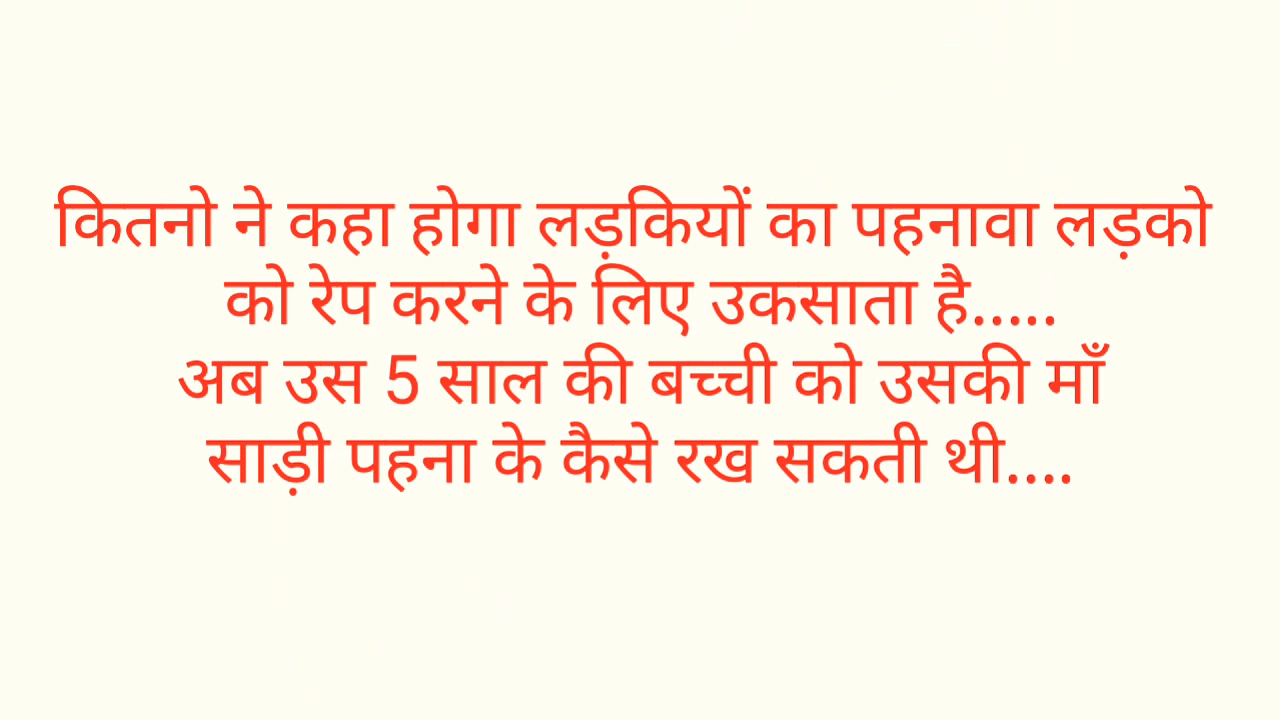 कितनो ने कहा होगा लड़कियों का पहनावा लड़को
को रेप करने के लिए उकसाता है.....
अब उस 5 साल की बच्ची को उसकी माँ
साड़ी पहना के कैसे रख सकती थी....